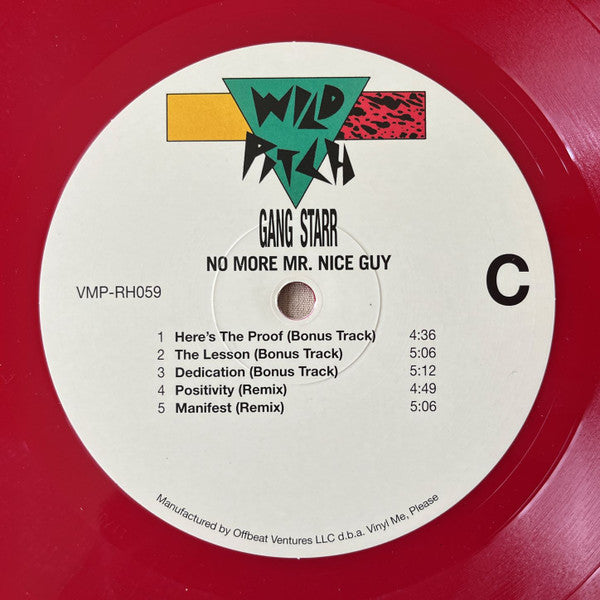 WILD
PITCH
GANG STARR
NO MORE MR. NICE GUY
VMP-RH059
C
1 Here's The Proof (Bonus Track) 4:36
2 The Lesson (Bonus Track) 5:06
3 Dedication (Bonus Track) 5:12
4 Positivity (Remix) 4:49
5 Manifest (Remix) 5:06
Manufactured by Offbeat Ventures LLC d.b.a. Vinyl Me, Please